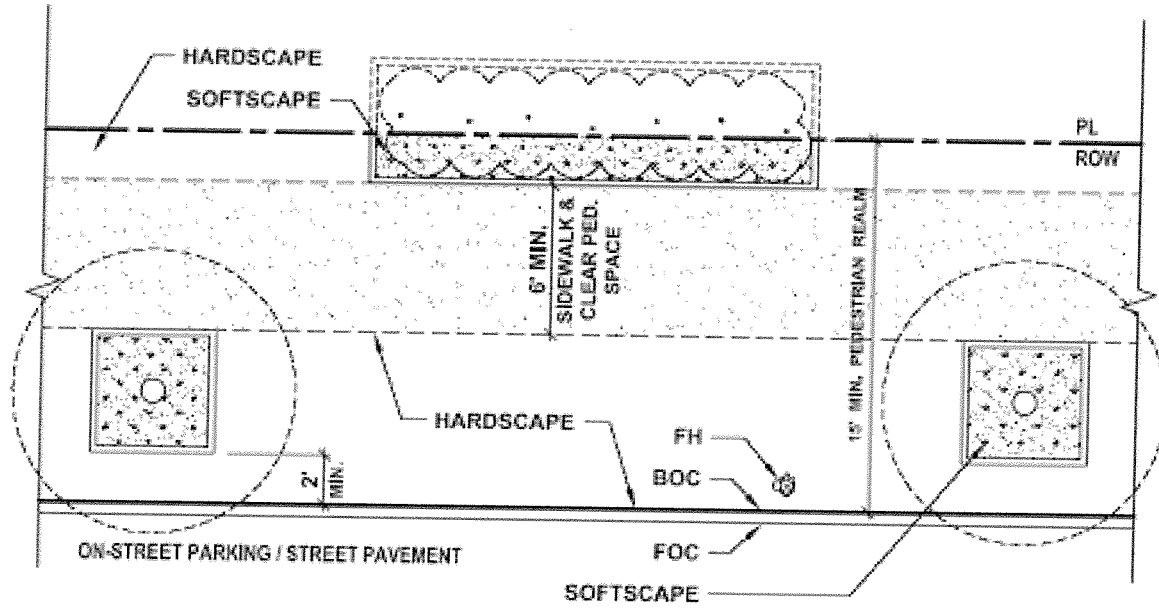 HARDSCAPE
SOFTSCAPE
PL
ROW
6' MIN.
SIDEWALK &
CLEAR PED.
SPACE
15' MIN. PEDESTRIAN REALM
HARDSCAPE
FH
BOC
2'
MIN.
ON-STREET PARKING / STREET PAVEMENT
FOC
SOFTSCAPE